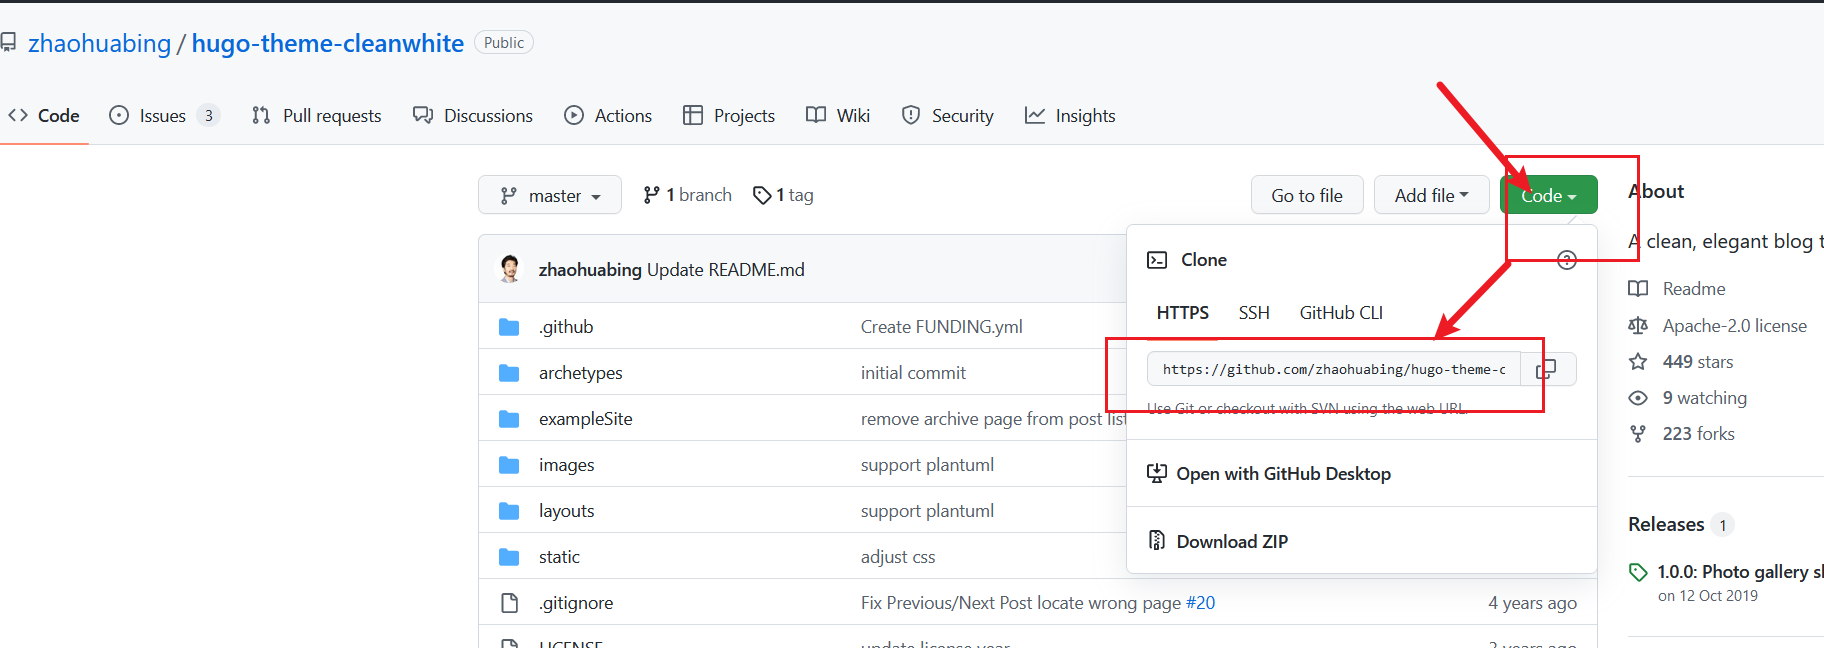 zhaohuabing / hugo-theme-cleanwhite Public
Code Issues 3 Pull requests Discussions Actions Projects Wiki Security Insights
master 1 branch 1 tag Go to file Add file Code
About
A clean, elegant blog t
zhaohuabing Update README.md
Clone
HTTPS SSH GitHub CLI
https://github.com/zhaohuabing/hugo-theme-c
Use Git or checkout with SVN using the web URL.
Open with GitHub Desktop
Download ZIP
.github Create FUNDING.yml
archetypes initial commit
exampleSite remove archive page from post list
images support plantuml
layouts support plantuml
static adjust css
.gitignore Fix Previous/Next Post locate wrong page #20 4 years ago
LICENSE update license year 2 years ago
Readme
Apache-2.0 license
449 stars
9 watching
223 forks
Releases 1
1.0.0: Photo gallery sh
on 12 Oct 2019